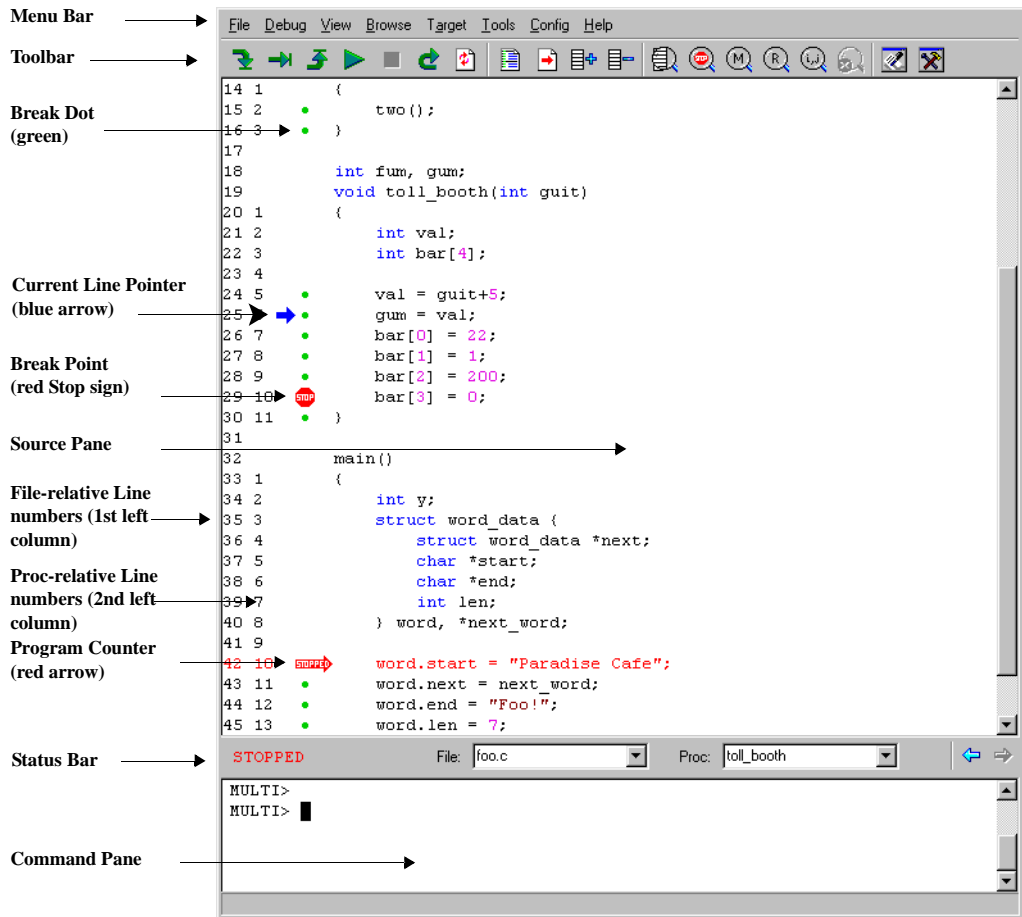 Menu Bar
File Debug View Browse Target Tools Config Help
Toolbar
STOP M R i,J
14 1 {
Break Dot
(green)
15 2 two();
16 3 }
17
18 int fum, gum;
19 void toll_booth(int guit)
20 1 {
21 2 int val;
22 3 int bar[4];
23 4
Current Line Pointer
(blue arrow)
24 5 val = guit+5;
25 gum = val;
26 7 bar[0] = 22;
27 8 bar[1] = 1;
Break Point
(red Stop sign)
28 9 bar[2] = 200;
29 10 STOP bar[3] = 0;
30 11 }
31
Source Pane
32 main()
33 1 {
File-relative Line
numbers (1st left
column)
34 2 int y;
35 3 struct word_data {
36 4 struct word_data *next;
37 5 char *start;
Proc-relative Line
numbers (2nd left
column)
38 6 char *end;
39 7 int len;
40 8 } word, *next_word;
41 9
Program Counter
(red arrow)
42 10 STOPPED word.start = "Paradise Cafe";
43 11 word.next = next_word;
44 12 word.end = "Foo!";
45 13 word.len = 7;
Status Bar
STOPPED File: foo.c Proc: toll_booth
MULTI>
MULTI>
Command Pane